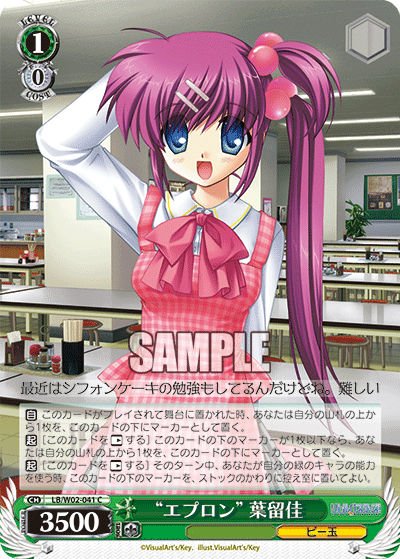 LEVEL
1
0
COST
SAMPLE
最近はシフォンケーキの勉強もしてるんだけどね。難しい
自 このカードがプレイされて舞台に置かれた時、あなたは自分の山札の上から1枚を、このカードの下にマーカーとして置く。
起 [このカードを する] このカードの下のマーカーが1枚以下なら、あなたは自分の山札の上から1枚を、このカードの下にマーカーとして置く。
起 [このカードを する] そのターン中、あなたが自分の緑のキャラの能力を使う時、このカードの下のマーカーを、ストックのかわりに控え室に置いてよい。
CH LB/W02-041 C
3500
“エプロン” 葉留佳
ビー玉
©VisualArt's/Key. illust.VisualArt's/Key